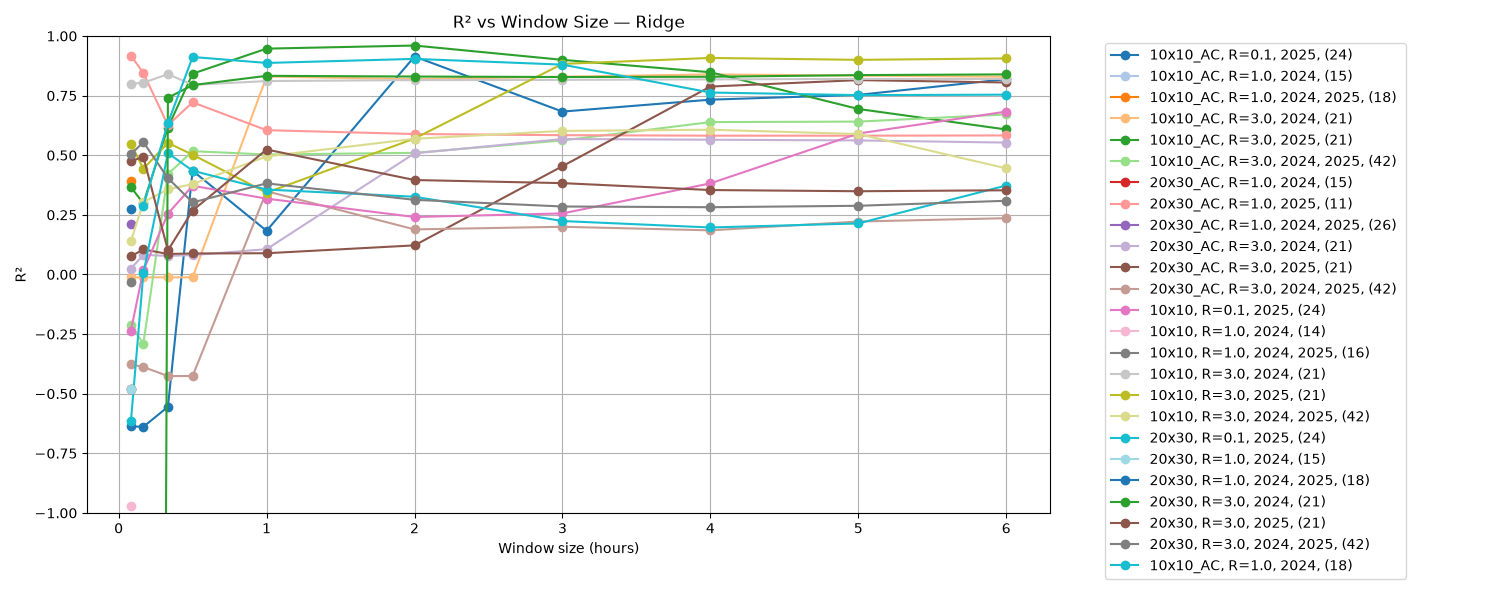 R² vs Window Size — Ridge
1.00
0.75
0.50
0.25
0.00
−0.25
−0.50
−0.75
−1.00
R²
0
1
2
3
4
5
6
Window size (hours)
10x10_AC, R=0.1, 2025, (24)
10x10_AC, R=1.0, 2024, (15)
10x10_AC, R=1.0, 2024, 2025, (18)
10x10_AC, R=3.0, 2024, (21)
10x10_AC, R=3.0, 2025, (21)
10x10_AC, R=3.0, 2024, 2025, (42)
20x30_AC, R=1.0, 2024, (15)
20x30_AC, R=1.0, 2025, (11)
20x30_AC, R=1.0, 2024, 2025, (26)
20x30_AC, R=3.0, 2024, (21)
20x30_AC, R=3.0, 2025, (21)
20x30_AC, R=3.0, 2024, 2025, (42)
10x10, R=0.1, 2025, (24)
10x10, R=1.0, 2024, (14)
10x10, R=1.0, 2024, 2025, (16)
10x10, R=3.0, 2024, (21)
10x10, R=3.0, 2025, (21)
10x10, R=3.0, 2024, 2025, (42)
20x30, R=0.1, 2025, (24)
20x30, R=1.0, 2024, (15)
20x30, R=1.0, 2024, 2025, (18)
20x30, R=3.0, 2024, (21)
20x30, R=3.0, 2025, (21)
20x30, R=3.0, 2024, 2025, (42)
10x10_AC, R=1.0, 2024, (18)